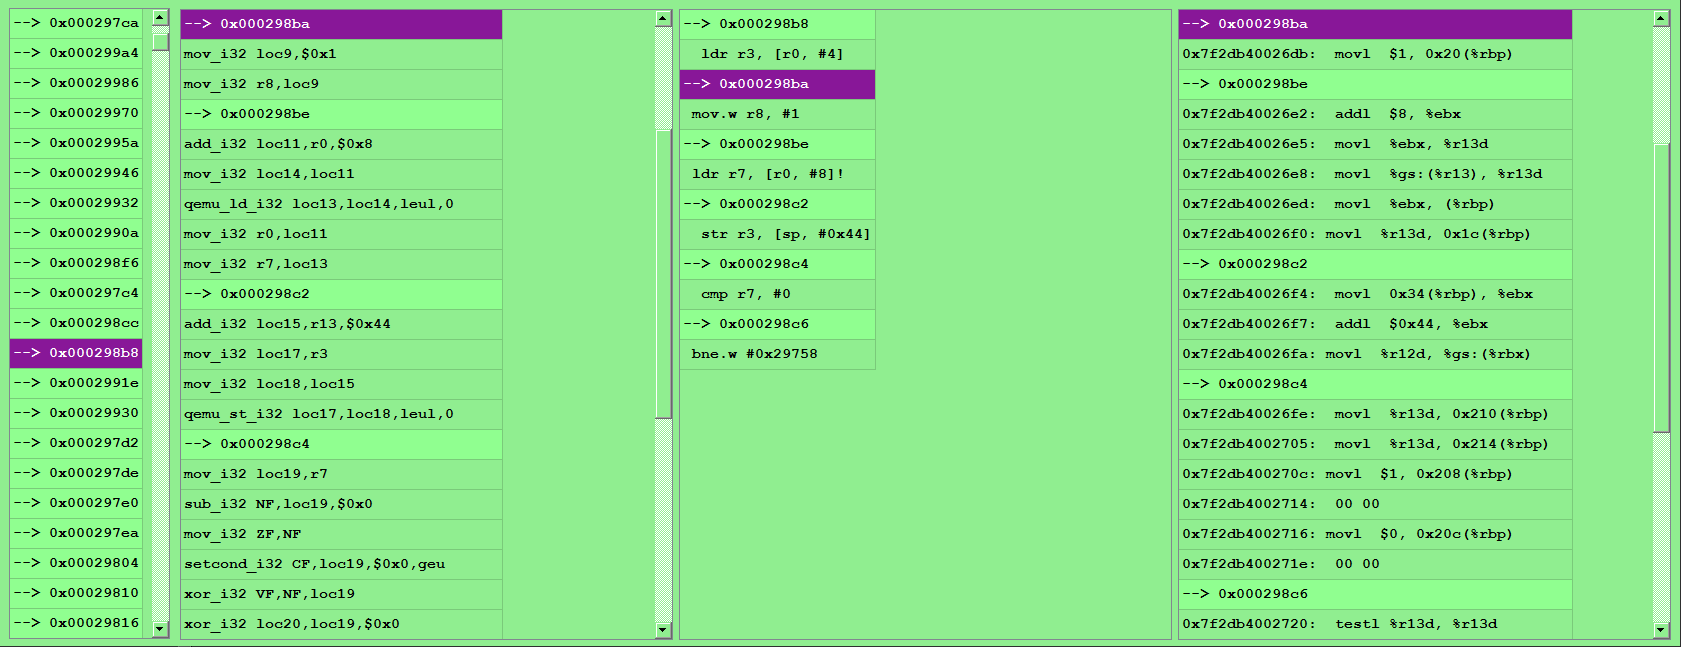 --> 0x000297ca
--> 0x000299a4
--> 0x00029986
--> 0x00029970
--> 0x0002995a
--> 0x00029946
--> 0x00029932
--> 0x0002990a
--> 0x000298f6
--> 0x000297c4
--> 0x000298cc
--> 0x000298b8
--> 0x0002991e
--> 0x00029930
--> 0x000297d2
--> 0x000297de
--> 0x000297e0
--> 0x000297ea
--> 0x00029804
--> 0x00029810
--> 0x00029816
--> 0x000298ba
mov_i32 loc9,$0x1
mov_i32 r8,loc9
--> 0x000298be
add_i32 loc11,r0,$0x8
mov_i32 loc14,loc11
qemu_ld_i32 loc13,loc14,leul,0
mov_i32 r0,loc11
mov_i32 r7,loc13
--> 0x000298c2
add_i32 loc15,r13,$0x44
mov_i32 loc17,r3
mov_i32 loc18,loc15
qemu_st_i32 loc17,loc18,leul,0
--> 0x000298c4
mov_i32 loc19,r7
sub_i32 NF,loc19,$0x0
mov_i32 ZF,NF
setcond_i32 CF,loc19,$0x0,geu
xor_i32 VF,NF,loc19
xor_i32 loc20,loc19,$0x0
--> 0x000298b8
ldr r3, [r0, #4]
--> 0x000298ba
mov.w r8, #1
--> 0x000298be
ldr r7, [r0, #8]!
--> 0x000298c2
str r3, [sp, #0x44]
--> 0x000298c4
cmp r7, #0
--> 0x000298c6
bne.w #0x29758
--> 0x000298ba
0x7f2db40026db: movl $1, 0x20(%rbp)
--> 0x000298be
0x7f2db40026e2: addl $8, %ebx
0x7f2db40026e5: movl %ebx, %r13d
0x7f2db40026e8: movl %gs:(%r13), %r13d
0x7f2db40026ed: movl %ebx, (%rbp)
0x7f2db40026f0: movl %r13d, 0x1c(%rbp)
--> 0x000298c2
0x7f2db40026f4: movl 0x34(%rbp), %ebx
0x7f2db40026f7: addl $0x44, %ebx
0x7f2db40026fa: movl %r12d, %gs:(%rbx)
--> 0x000298c4
0x7f2db40026fe: movl %r13d, 0x210(%rbp)
0x7f2db4002705: movl %r13d, 0x214(%rbp)
0x7f2db400270c: movl $1, 0x208(%rbp)
0x7f2db4002714: 00 00
0x7f2db4002716: movl $0, 0x20c(%rbp)
0x7f2db400271e: 00 00
--> 0x000298c6
0x7f2db4002720: testl %r13d, %r13d